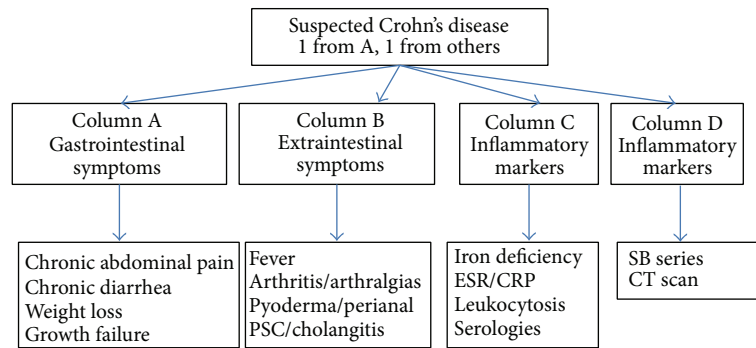 Suspected Crohn's disease
1 from A, 1 from others
Column A
Gastrointestinal
symptoms
Column B
Extraintestinal
symptoms
Column C
Inflammatory
markers
Column D
Inflammatory
markers
Chronic abdominal pain
Chronic diarrhea
Weight loss
Growth failure
Fever
Arthritis/arthralgias
Pyoderma/perianal
PSC/cholangitis
Iron deficiency
ESR/CRP
Leukocytosis
Serologies
SB series
CT scan